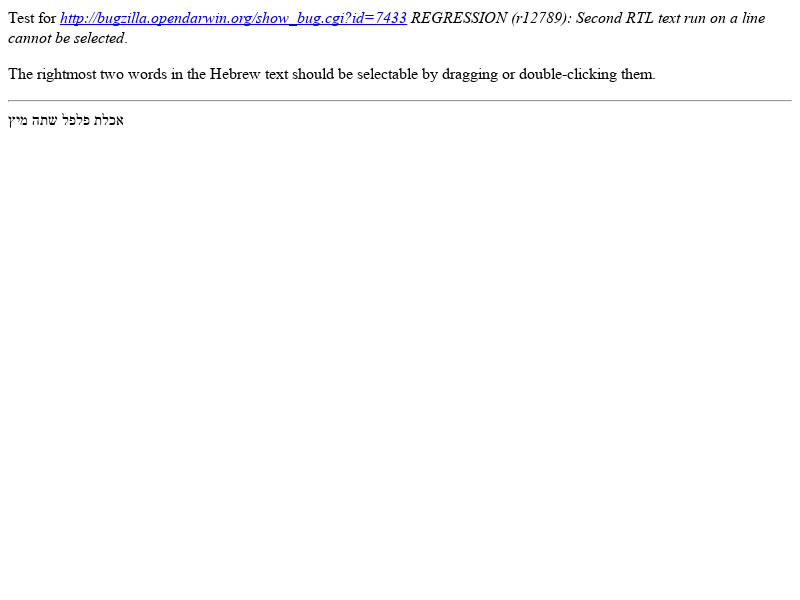 Test for http://bugzilla.opendarwin.org/show_bug.cgi?id=7433 REGRESSION (r12789): Second RTL text run on a line
cannot be selected.
The rightmost two words in the Hebrew text should be selectable by dragging or double-clicking them.
אכלת פלפל שתה מיץ